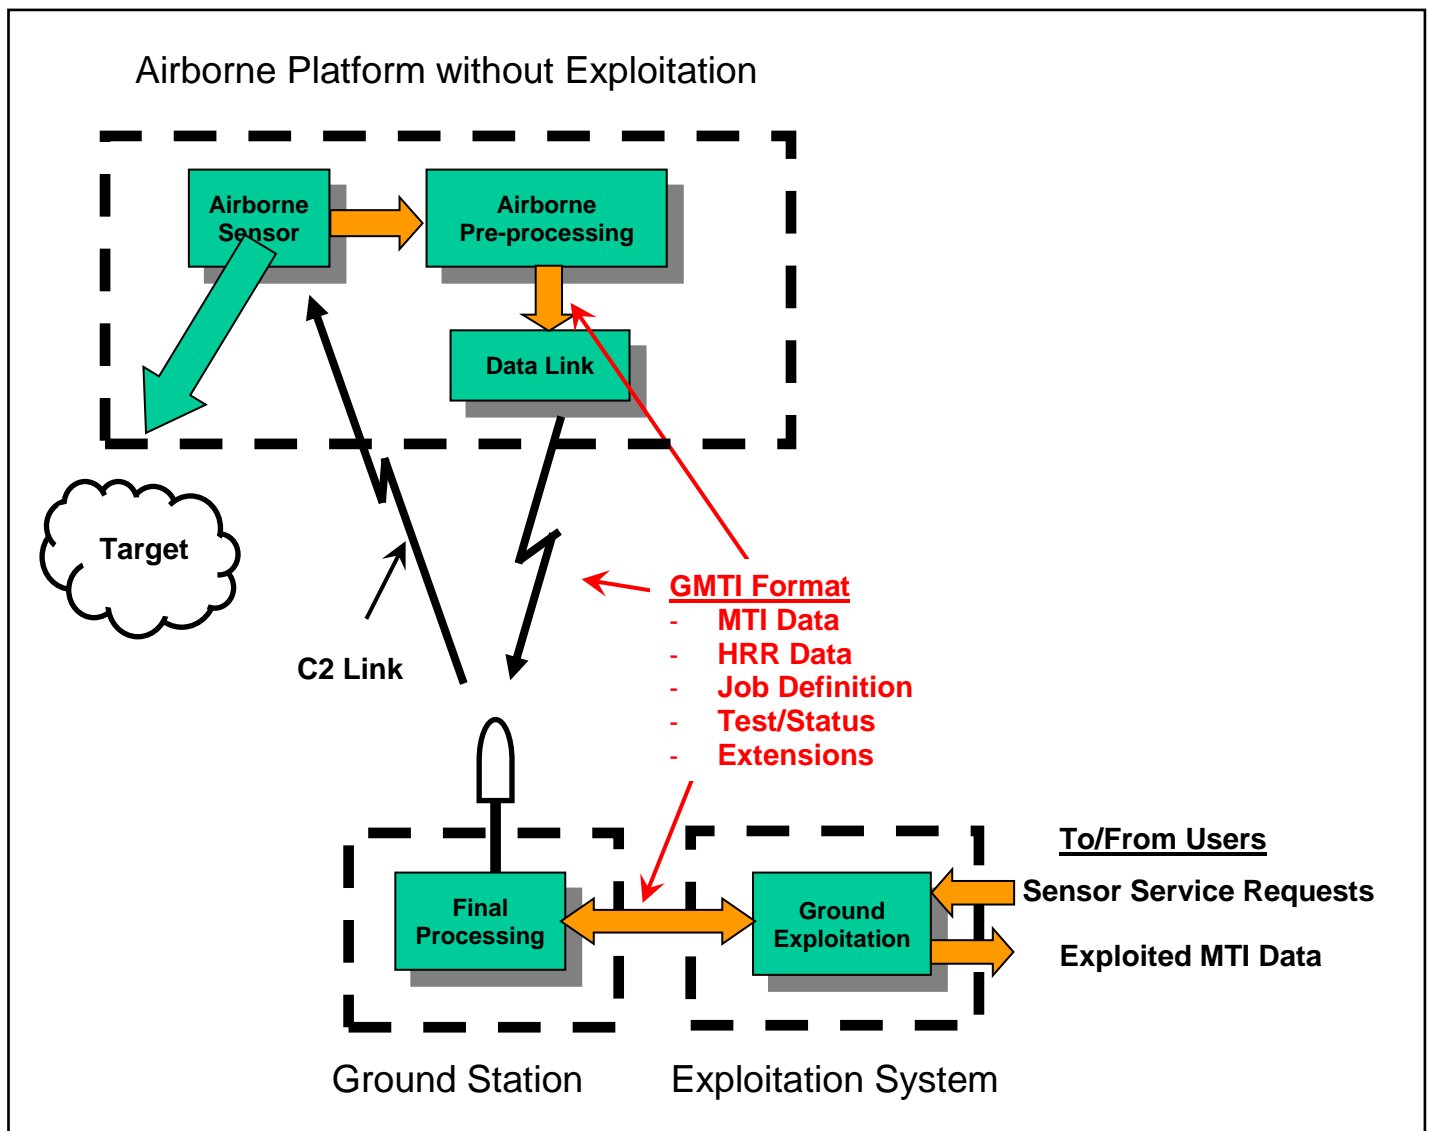 Airborne Platform without Exploitation
Airborne
Sensor
Airborne
Pre-processing
Data Link
Target
C2 Link
GMTI Format
- MTI Data
- HRR Data
- Job Definition
- Test/Status
- Extensions
Final
Processing
Ground
Exploitation
To/From Users
Sensor Service Requests
Exploited MTI Data
Ground Station
Exploitation System